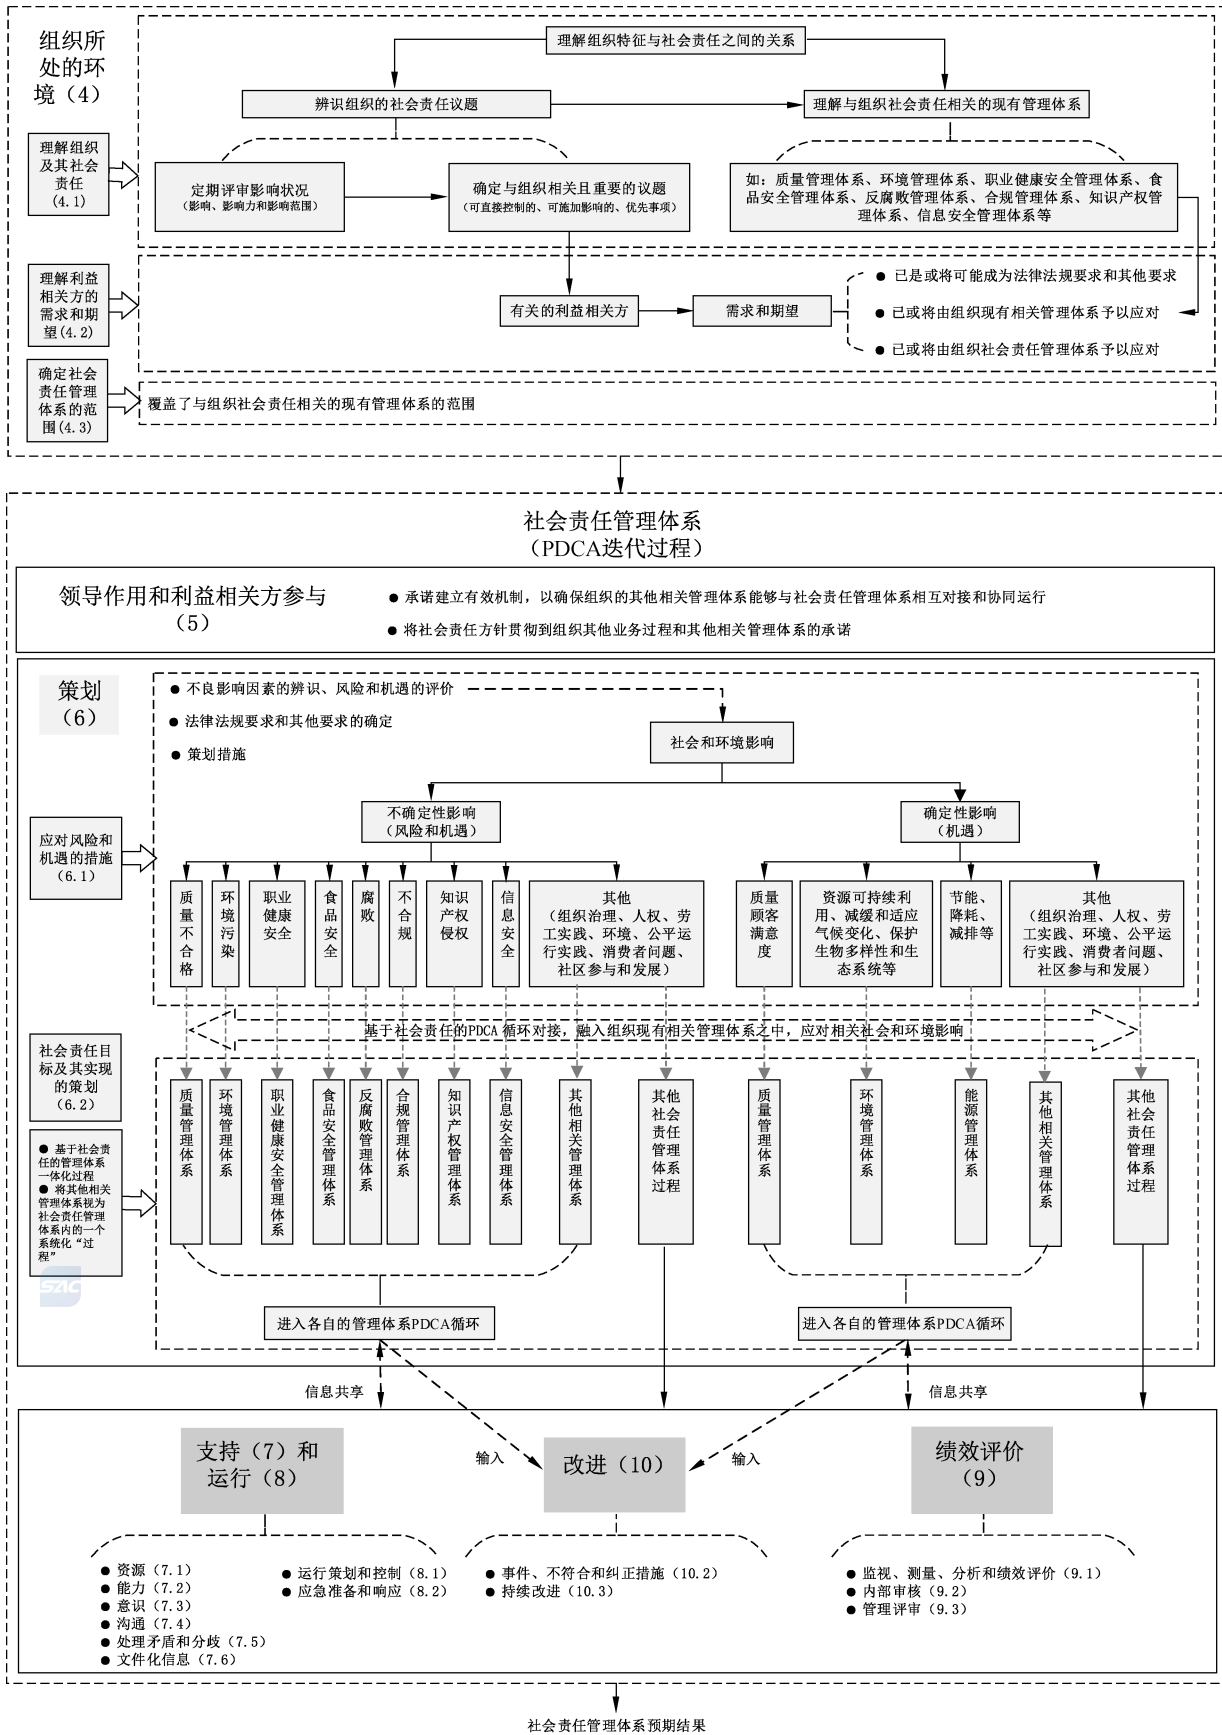 组织所
处的环
境（4）
理解组织特征与社会责任之间的关系
辨识组织的社会责任议题
理解与组织社会责任相关的现有管理体系
理解组织
及其社会
责任
(4.1)
定期评审影响状况
（影响、影响力和影响范围）
确定与组织相关且重要的议题
（可直接控制的、可施加影响的、优先事项）
如：质量管理体系、环境管理体系、职业健康安全管理体系、食
品安全管理体系、反腐败管理体系、合规管理体系、知识产权管
理体系、信息安全管理体系等
理解利益
相关方的
需求和期
望(4.2)
有关的利益相关方
需求和期望
● 已是或将可能成为法律法规要求和其他要求
● 已或将由组织现有相关管理体系予以应对
● 已或将由组织社会责任管理体系予以应对
确定社会
责任管理
体系的范
围(4.3)
覆盖了与组织社会责任相关的现有管理体系的范围
社会责任管理体系
（PDCA迭代过程）
领导作用和利益相关方参与
（5）
● 承诺建立有效机制，以确保组织的其他相关管理体系能够与社会责任管理体系相互对接和协同运行
● 将社会责任方针贯彻到组织其他业务过程和其他相关管理体系的承诺
策划
（6）
● 不良影响因素的辨识、风险和机遇的评价
● 法律法规要求和其他要求的确定
● 策划措施
社会和环境影响
不确定性影响
（风险和机遇）
确定性影响
（机遇）
应对风险和
机遇的措施
(6.1)
质量不合格
环境污染
职业
健康
安全
食品安全
腐败
不合规
知识
产权
侵权
信息安全
其他
（组织治理、人权、劳
工实践、环境、公平运
行实践、消费者问题、
社区参与和发展）
质量
顾客
满意
度
资源可持续利
用、减缓和适应
气候变化、保护
生物多样性和生
态系统等
节能、
降耗、
减排等
其他
（组织治理、人权、劳
工实践、环境、公平运
行实践、消费者问题、
社区参与和发展）
基于社会责任的PDCA 循环对接，融入组织现有相关管理体系之中，应对相关社会和环境影响
社会责任目
标及其实现
的策划
(6.2)
● 基于社会责
任的管理体系
一体化过程
● 将其他相关
管理体系视为
社会责任管理
体系内的一个
系统化“过
程”
SAC
质量管理体系
环境管理体系
职业健康安全管理体系
食品安全管理体系
反腐败管理体系
合规管理体系
知识产权管理体系
信息安全管理体系
其他相关管理体系
其他
社会
责任
管理
体系
过程
质量管理体系
环境管理体系
能源管理体系
其他相关管理体系
其他
社会
责任
管理
体系
过程
进入各自的管理体系PDCA循环
进入各自的管理体系PDCA循环
信息共享
信息共享
支持（7）和
运行（8）
输入
改进（10）
输入
绩效评价
（9）
● 资源（7.1）
● 能力（7.2）
● 意识（7.3）
● 沟通（7.4）
● 处理矛盾和分歧（7.5）
● 文件化信息（7.6）
● 运行策划和控制（8.1）
● 应急准备和响应（8.2）
● 事件、不符合和纠正措施（10.2）
● 持续改进（10.3）
● 监视、测量、分析和绩效评价（9.1）
● 内部审核（9.2）
● 管理评审（9.3）
社会责任管理体系预期结果